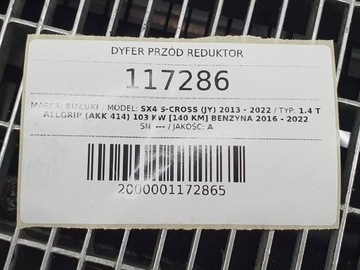 DYFER PRZÓD REDUKTOR
117286
MARKA: SUZUKI / MODEL: SX4 S-CROSS (JY) 2013 - 2022 / TYP: 1.4 T
ALLGRIP (AKK 414) 103 KW [140 KM] BENZYNA 2016 - 2022
SN: --- / JAKOŚĆ: A
2000001172865